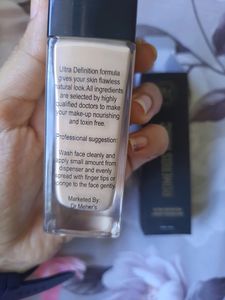 Ultra Definition formula
gives your skin flawless
natural look.All ingredients
are selected by highly
qualified doctors to make
your make-up nourishing
and toxin free.
Professional suggestion:
Wash face cleanly and
apply small amount from
dispenser and evenly
spread with finger tips or
sponge to the face gently.
Marketed By:
Dr Meher's